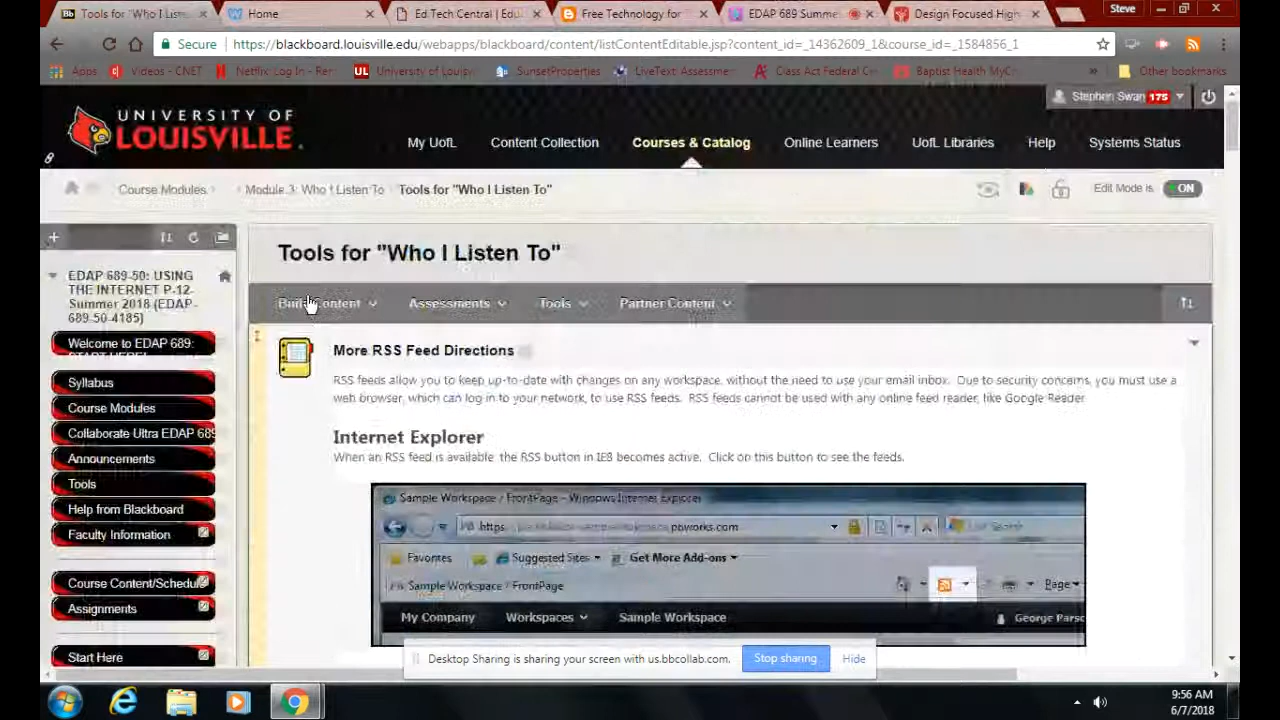 Bb Tools for "Who I Liste
Home
Ed Tech Central | Edu
Free Technology for
EDAP 689 Summe
Design Focused High
Steve
Secure
https://blackboard.louisville.edu/webapps/blackboard/content/listContentEditable.jsp?content_id=_14362609_1&course_id=_1584856_1
Apps
Videos - CNET
Netflix Log In - Ren
UL University of Louisv
SunsetProperties
LiveText: Assessmen
Class Act Federal Cr
Baptist Health MyC
Other bookmarks
Stephen Swan 175
UNIVERSITY OF
LOUISVILLE.
My UofL
Content Collection
Courses & Catalog
Online Learners
UofL Libraries
Help
Systems Status
Course Modules
Module 3: Who I Listen To
Tools for "Who I Listen To"
Edit Mode is
ON
EDAP 689-50: USING
THE INTERNET P-12-
Summer 2018 (EDAP-
689-50-4185)
Welcome to EDAP 689:
START HERE!
Syllabus
Course Modules
Collaborate Ultra EDAP 689
Announcements
Tools
Help from Blackboard
Faculty Information
Course Content/Schedul
Assignments
Start Here
Tools for "Who I Listen To"
Build Content
Assessments
Tools
Partner Content
More RSS Feed Directions
RSS feeds allow you to keep up-to-date with changes on any workspace, without the need to use your email inbox. Due to security concerns, you must use a
web browser, which can log in to your network, to use RSS feeds. RSS feeds cannot be used with any online feed reader, like Google Reader
Internet Explorer
When an RSS feed is available the RSS button in IE8 becomes active. Click on this button to see the feeds.
Sample Workspace / FrontPage - Windows Internet Explorer
https
pbworks.com
Favorites
Suggested Sites
Get More Add-ons
Sample Workspace / FrontPage
Page
My Company
Workspaces
Sample Workspace
George Parsc
Desktop Sharing is sharing your screen with us.bbcollab.com.
Stop sharing
Hide
9:56 AM
6/7/2018